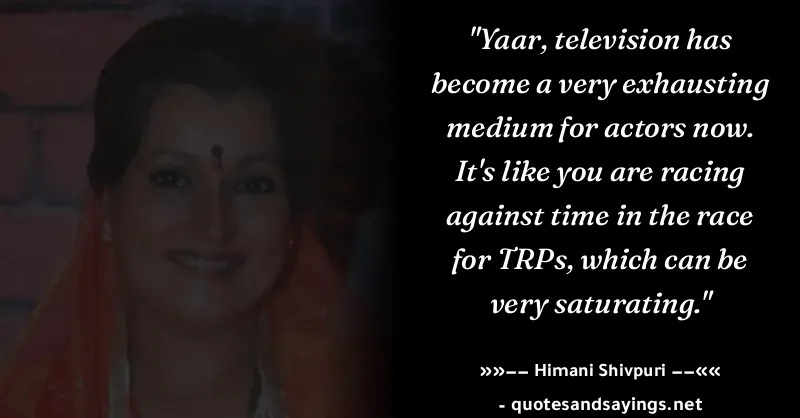 "Yaar, television has
become a very exhausting
medium for actors now.
It's like you are racing
against time in the race
for TRPs, which can be
very saturating."
»»−− Himani Shivpuri −−««
- quotesandsayings.net